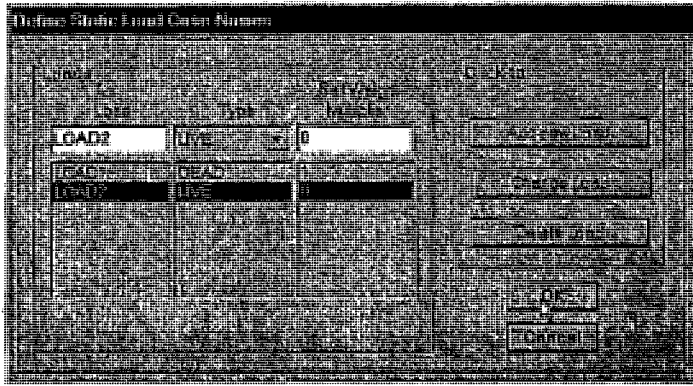 Define Static Load Case Names
Loads
Click to:
Self Weight
Load
Type
Multiplier
LOAD2
LIVE
0
Add New Load
LOAD1
DEAD
1
LOAD2
LIVE
0
Change Load
Delete Load
OK
Cancel